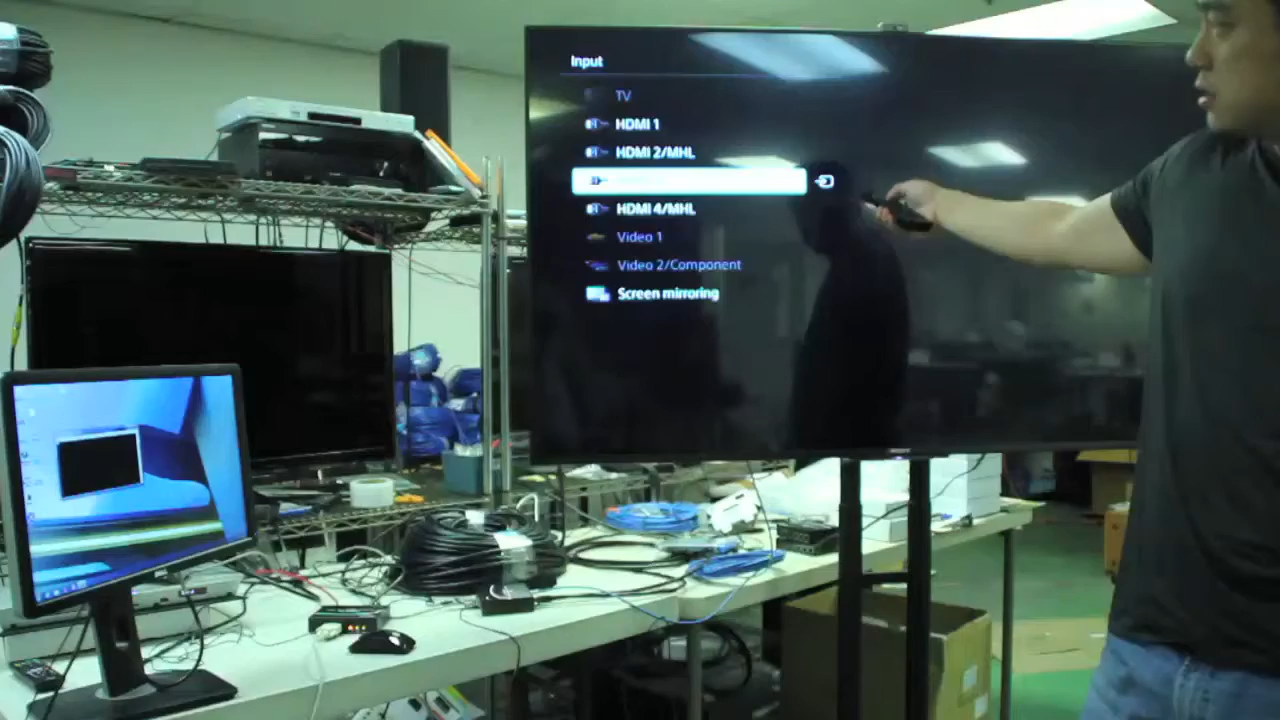 Input
TV
HDMI 1
HDMI 2/MHL
HDMI 4/MHL
Video 1
Video 2/Component
Screen mirroring